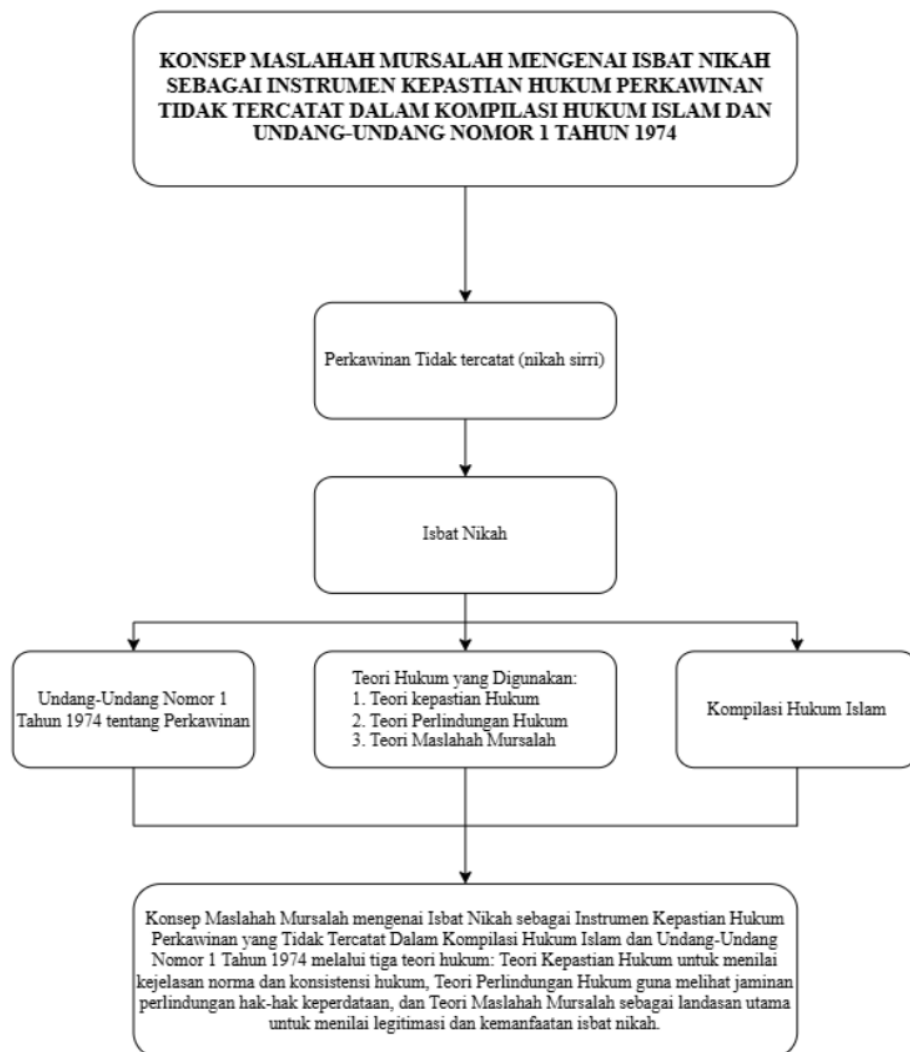 KONSEP MASLAHAH MURSALAH MENGENAI ISBAT NIKAH
SEBAGAI INSTRUMEN KEPASTIAN HUKUM PERKAWINAN
TIDAK TERCATAT DALAM KOMPILASI HUKUM ISLAM DAN
UNDANG-UNDANG NOMOR 1 TAHUN 1974
Perkawinan Tidak tercatat (nikah sirri)
Isbat Nikah
Undang-Undang Nomor 1
Tahun 1974 tentang Perkawinan
Teori Hukum yang Digunakan:
1. Teori kepastian Hukum
2. Teori Perlindungan Hukum
3. Teori Maslahah Mursalah
Kompilasi Hukum Islam
Konsep Maslahah Mursalah mengenai Isbat Nikah sebagai Instrumen Kepastian Hukum
Perkawinan yang Tidak Tercatat Dalam Kompilasi Hukum Islam dan Undang-Undang
Nomor 1 Tahun 1974 melalui tiga teori hukum: Teori Kepastian Hukum untuk menilai
kejelasan norma dan konsistensi hukum, Teori Perlindungan Hukum guna melihat jaminan
perlindungan hak-hak keperdataan, dan Teori Maslahah Mursalah sebagai landasan utama
untuk menilai legitimasi dan kemanfaatan isbat nikah.